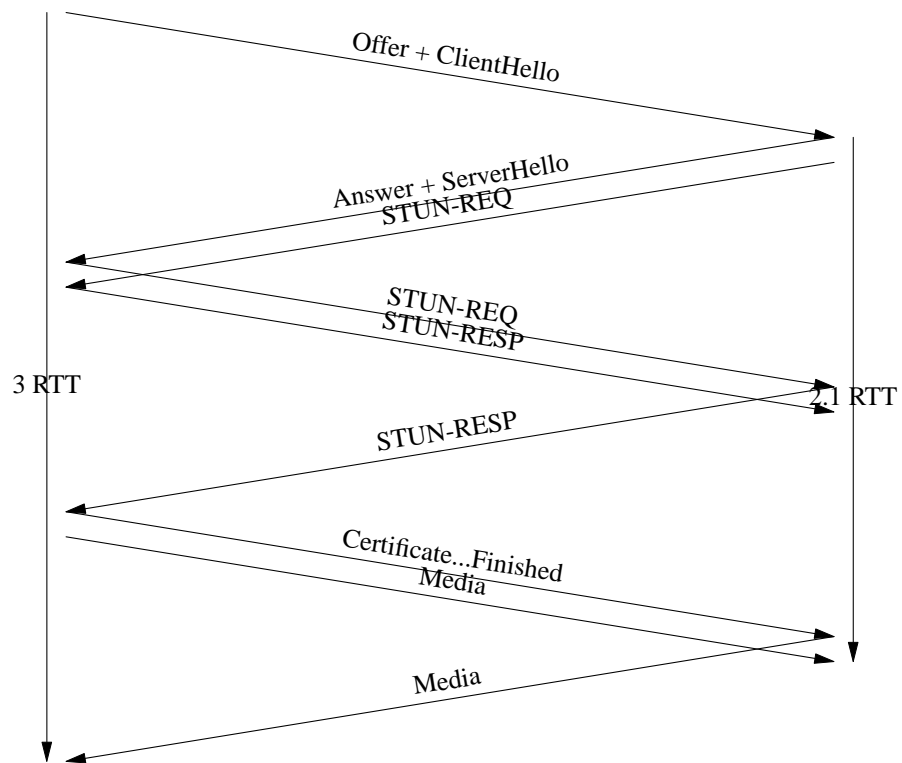 Offer + ClientHello
Answer + ServerHello
STUN-REQ
STUN-REQ
STUN-RESP
3 RTT
2.1 RTT
STUN-RESP
Certificate...Finished
Media
Media